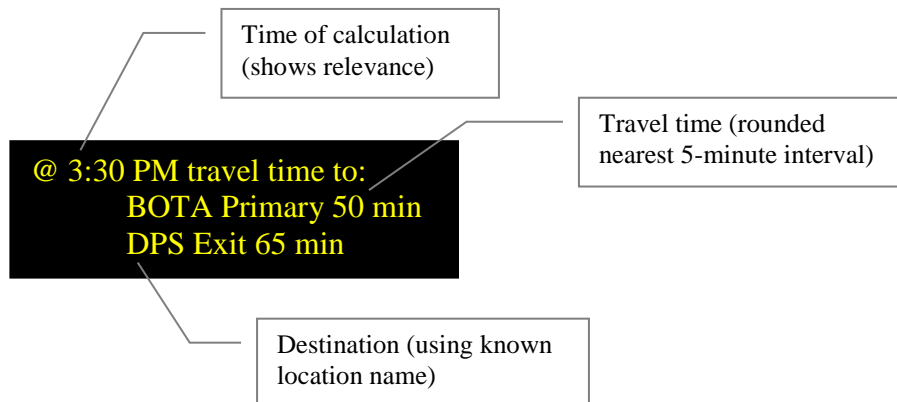 Time of calculation
(shows relevance)
Travel time (rounded
nearest 5-minute interval)
@ 3:30 PM travel time to:
BOTA Primary 50 min
DPS Exit 65 min
Destination (using known
location name)